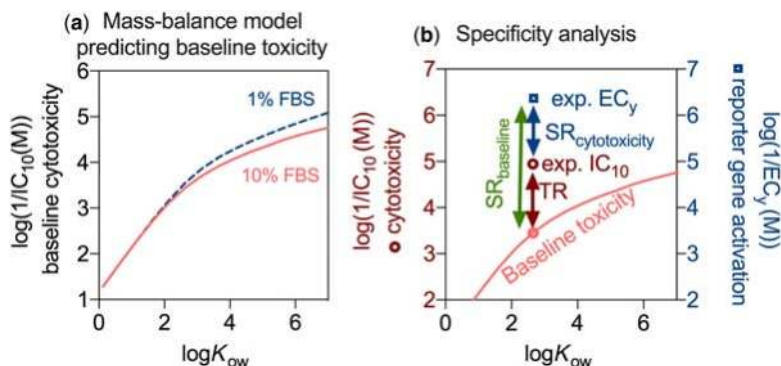 (a) Mass-balance model
predicting baseline toxicity
log(1/IC10(M))
baseline cytotoxicity
6
5
4
3
2
1
1% FBS
10% FBS
0 2 4 6
logKow
(b) Specificity analysis
log(1/IC10(M))
cytotoxicity
7
6
5
4
3
2
exp. ECy
SRcytotoxicity
SRbaseline
exp. IC10
TR
Baseline toxicity
0 2 4 6
logKow
7
6
5
4
3
2
log(1/ECy(M))
reporter gene activation